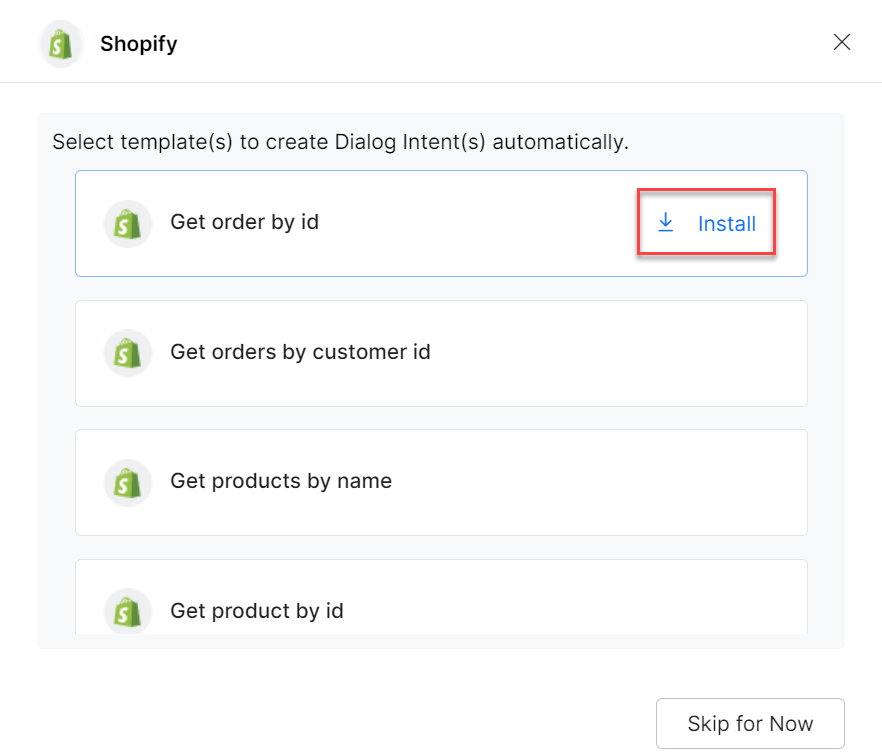 Shopify
Select template(s) to create Dialog Intent(s) automatically.
Get order by id
Install
Get orders by customer id
Get products by name
Get product by id
Skip for Now